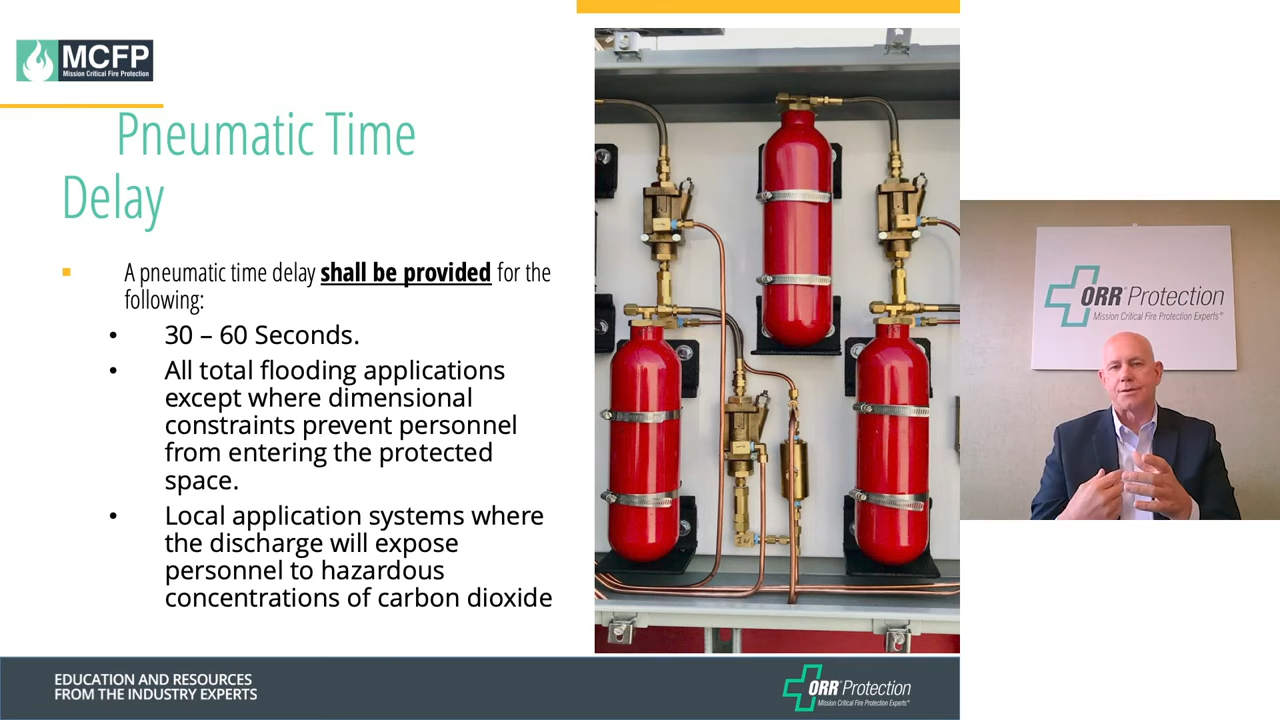 MCFP
Mission Critical Fire Protection
Pneumatic Time
Delay
A pneumatic time delay shall be provided for the
following:
30 – 60 Seconds.
All total flooding applications
except where dimensional
constraints prevent personnel
from entering the protected
space.
Local application systems where
the discharge will expose
personnel to hazardous
concentrations of carbon dioxide
ORR® Protection
Mission Critical Fire Protection Experts℠
EDUCATION AND RESOURCES
FROM THE INDUSTRY EXPERTS
ORR® Protection
Mission Critical Fire Protection Experts℠